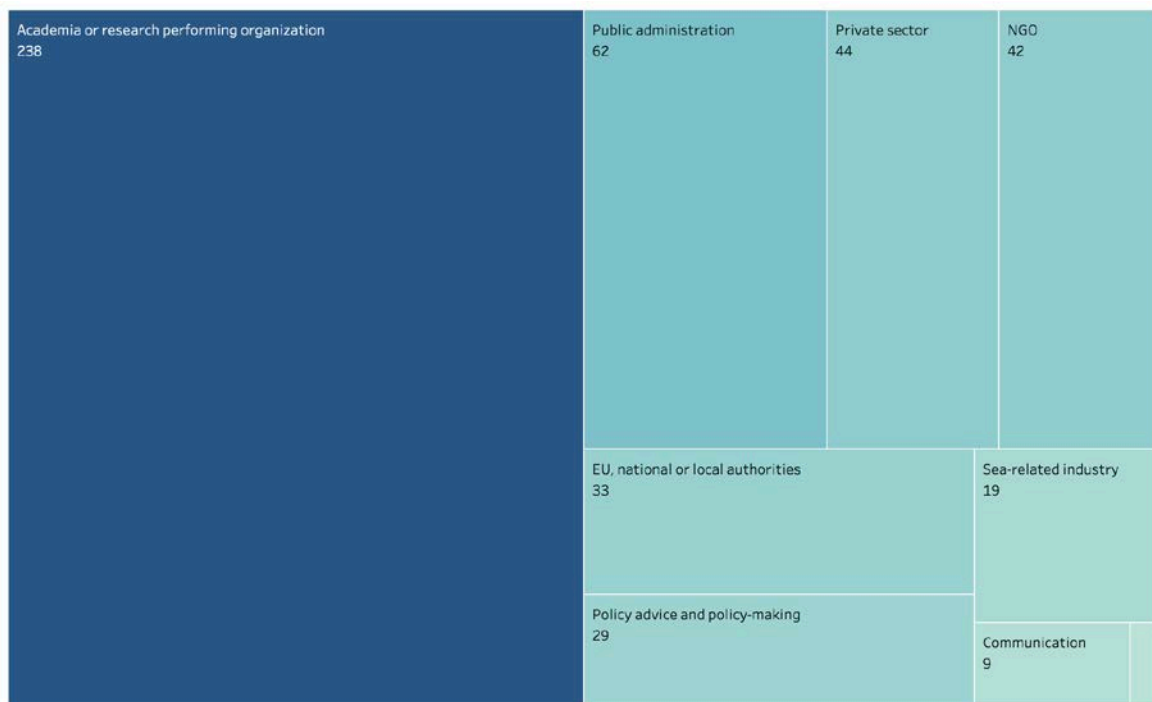 Academia or research performing organization
238
Public administration
62
Private sector
44
NGO
42
EU, national or local authorities
33
Sea-related industry
19
Policy advice and policy-making
29
Communication
9